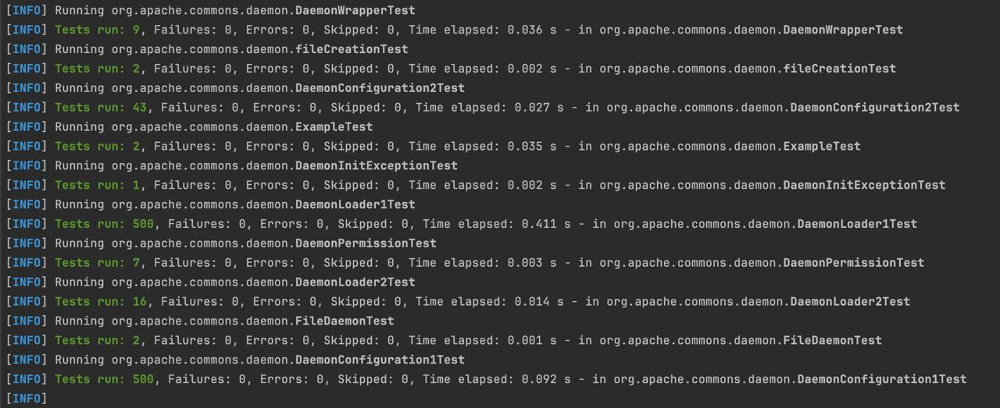 [INFO] Running org.apache.commons.daemon.DaemonWrapperTest
[INFO] Tests run: 9, Failures: 0, Errors: 0, Skipped: 0, Time elapsed: 0.036 s - in org.apache.commons.daemon.DaemonWrapperTest
[INFO] Running org.apache.commons.daemon.fileCreationTest
[INFO] Tests run: 2, Failures: 0, Errors: 0, Skipped: 0, Time elapsed: 0.002 s - in org.apache.commons.daemon.fileCreationTest
[INFO] Running org.apache.commons.daemon.DaemonConfiguration2Test
[INFO] Tests run: 43, Failures: 0, Errors: 0, Skipped: 0, Time elapsed: 0.027 s - in org.apache.commons.daemon.DaemonConfiguration2Test
[INFO] Running org.apache.commons.daemon.ExampleTest
[INFO] Tests run: 2, Failures: 0, Errors: 0, Skipped: 0, Time elapsed: 0.035 s - in org.apache.commons.daemon.ExampleTest
[INFO] Running org.apache.commons.daemon.DaemonInitExceptionTest
[INFO] Tests run: 1, Failures: 0, Errors: 0, Skipped: 0, Time elapsed: 0.002 s - in org.apache.commons.daemon.DaemonInitExceptionTest
[INFO] Running org.apache.commons.daemon.DaemonLoader1Test
[INFO] Tests run: 500, Failures: 0, Errors: 0, Skipped: 0, Time elapsed: 0.411 s - in org.apache.commons.daemon.DaemonLoader1Test
[INFO] Running org.apache.commons.daemon.DaemonPermissionTest
[INFO] Tests run: 7, Failures: 0, Errors: 0, Skipped: 0, Time elapsed: 0.003 s - in org.apache.commons.daemon.DaemonPermissionTest
[INFO] Running org.apache.commons.daemon.DaemonLoader2Test
[INFO] Tests run: 16, Failures: 0, Errors: 0, Skipped: 0, Time elapsed: 0.014 s - in org.apache.commons.daemon.DaemonLoader2Test
[INFO] Running org.apache.commons.daemon.FileDaemonTest
[INFO] Tests run: 2, Failures: 0, Errors: 0, Skipped: 0, Time elapsed: 0.001 s - in org.apache.commons.daemon.FileDaemonTest
[INFO] Running org.apache.commons.daemon.DaemonConfiguration1Test
[INFO] Tests run: 500, Failures: 0, Errors: 0, Skipped: 0, Time elapsed: 0.092 s - in org.apache.commons.daemon.DaemonConfiguration1Test
[INFO]